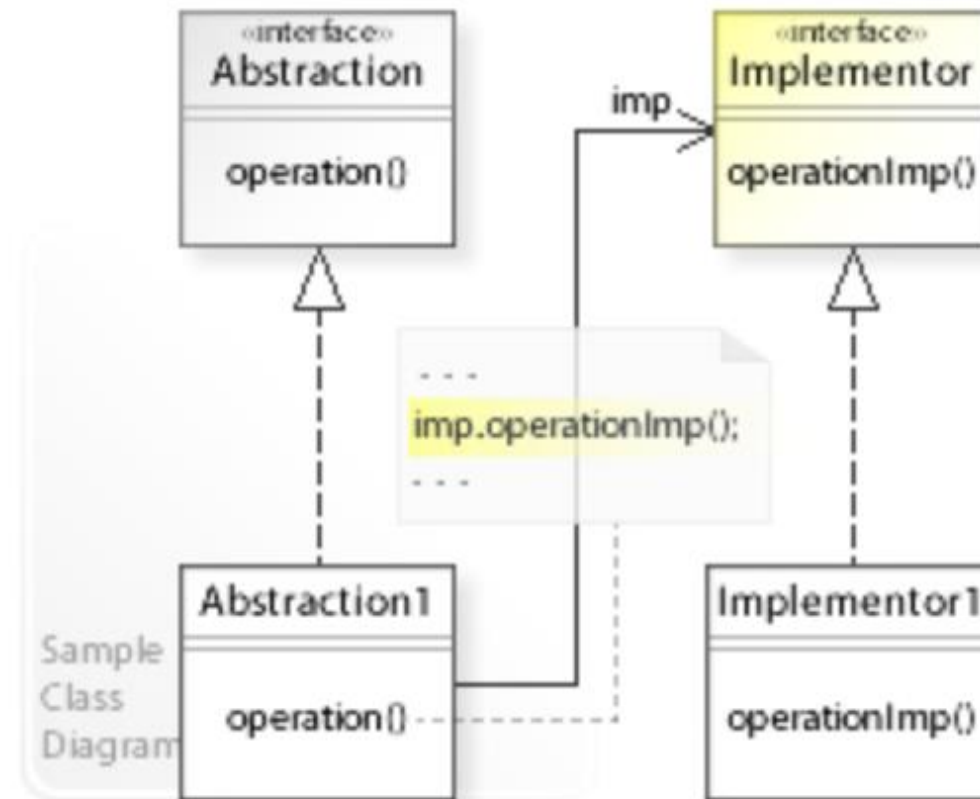 «interface»
Abstraction
operation()
«interface»
Implementor
operationImp()
imp
- - -
imp.operationImp();
- - -
Abstraction1
operation()
Implementor1
operationImp()
Sample
Class
Diagram